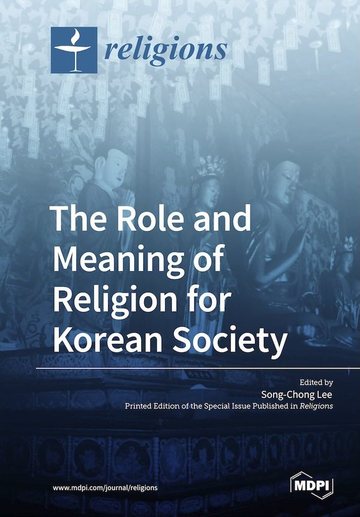 religions
The Role and
Meaning of
Religion for
Korean Society
Edited by
Song-Chong Lee
Printed Edition of the Special Issue Published in Religions
www.mdpi.com/journal/religions
MDPI